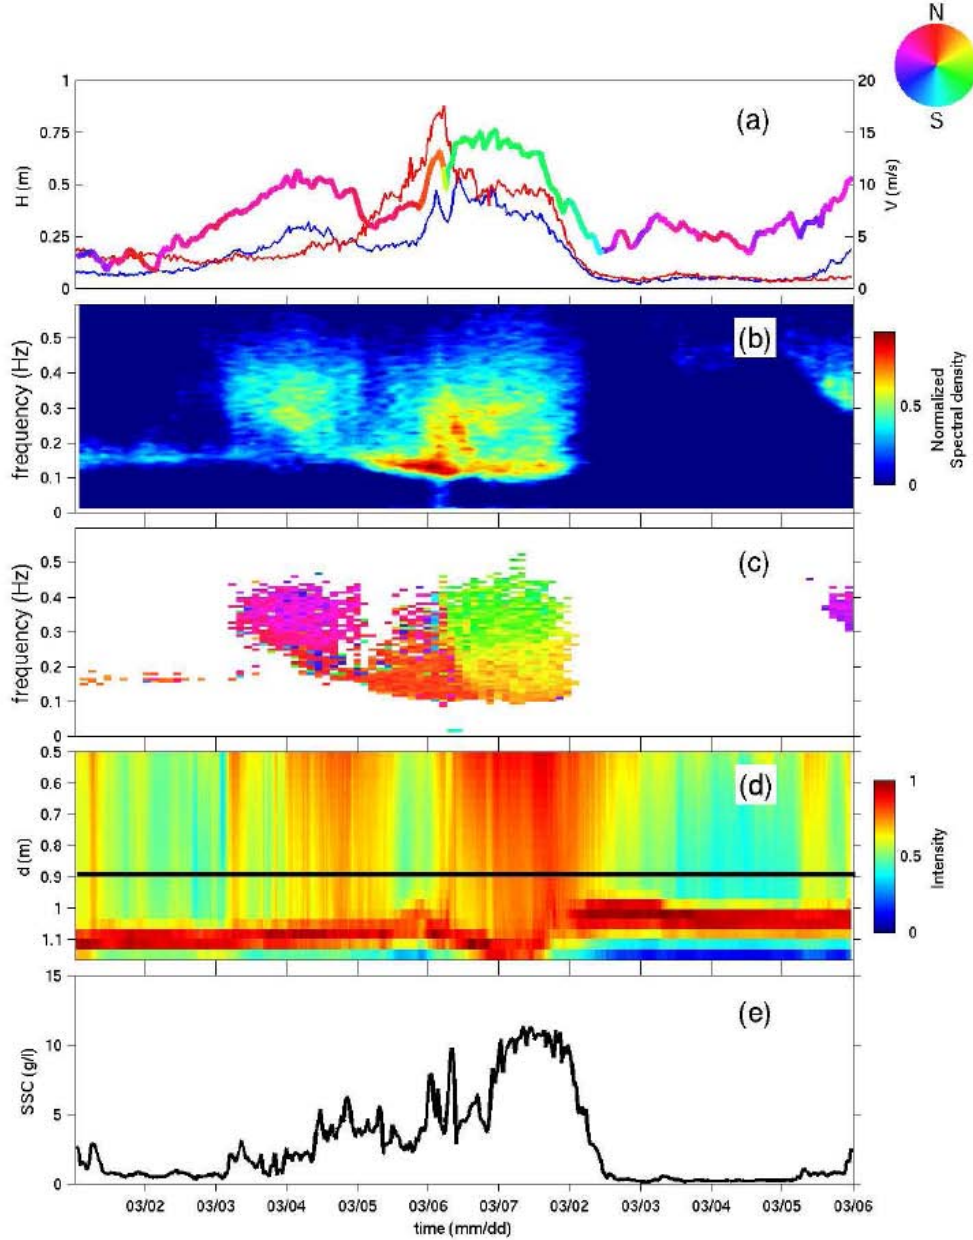 N
S
1
0.75
0.5
0.25
0
H (m)
(a)
20
15
10
5
0
V (m/s)
0.5
0.4
0.3
0.2
0.1
0
frequency (Hz)
(b)
0.5
0
Normalized
Spectral density
0.5
0.4
0.3
0.2
0.1
0
frequency (Hz)
(c)
0.5
0.6
0.7
0.8
0.9
1
1.1
d (m)
(d)
1
0.5
0
Intensity
15
10
5
0
SSC (g/l)
(e)
03/02 03/03 03/04 03/05 03/06 03/07 03/02 03/03 03/04 03/05 03/06
time (mm/dd)